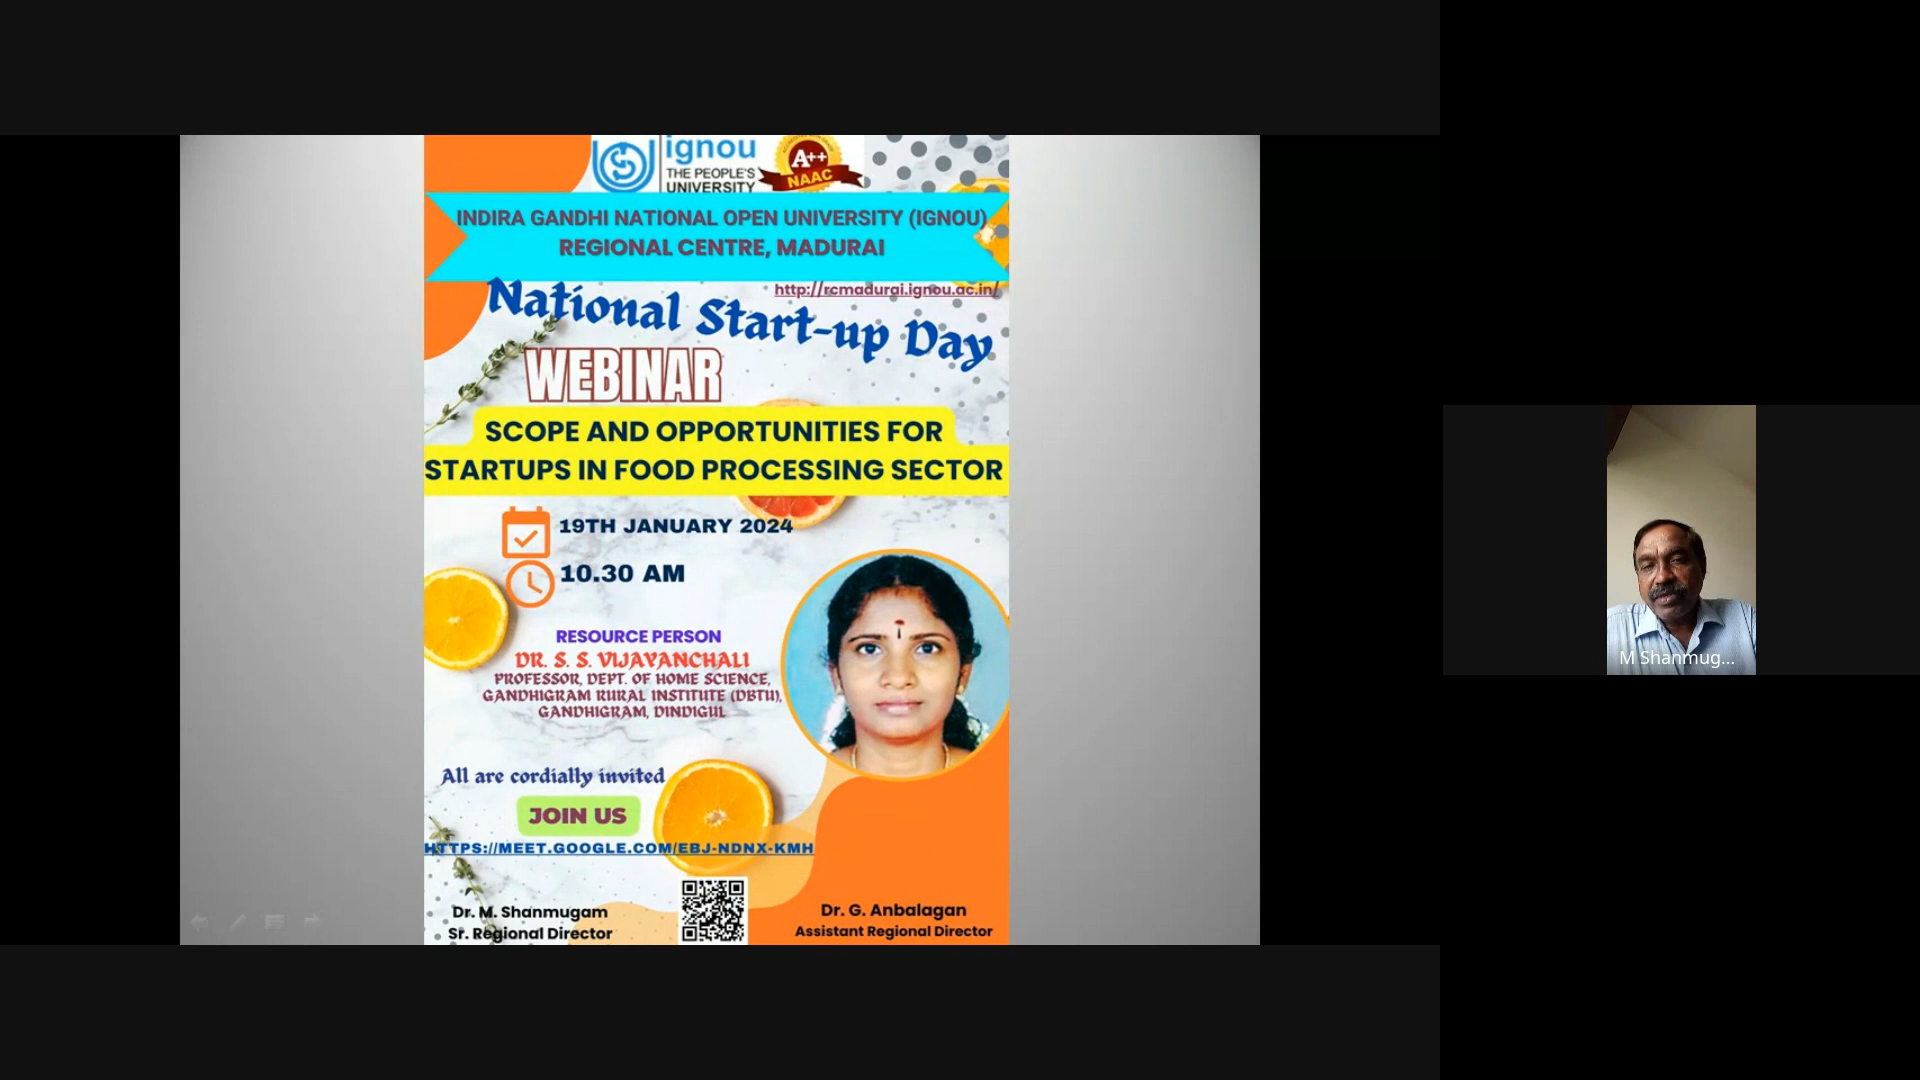 ignou
THE PEOPLE'S
UNIVERSITY
A++
NAAC
INDIRA GANDHI NATIONAL OPEN UNIVERSITY (IGNOU)
REGIONAL CENTRE, MADURAI
http://rcmadurai.ignou.ac.in/
National Start-up Day
WEBINAR
SCOPE AND OPPORTUNITIES FOR
STARTUPS IN FOOD PROCESSING SECTOR
19TH JANUARY 2024
10.30 AM
RESOURCE PERSON
DR. S. S. VIJAYANCHALI
PROFESSOR, DEPT. OF HOME SCIENCE,
GANDHIGRAM RURAL INSTITUTE (DBTU),
GANDHIGRAM, DINDIGUL
All are cordially invited
JOIN US
HTTPS://MEET.GOOGLE.COM/EBJ-NDNX-KMH
Dr. M. Shanmugam
Sr. Regional Director
Dr. G. Anbalagan
Assistant Regional Director
M Shanmug...